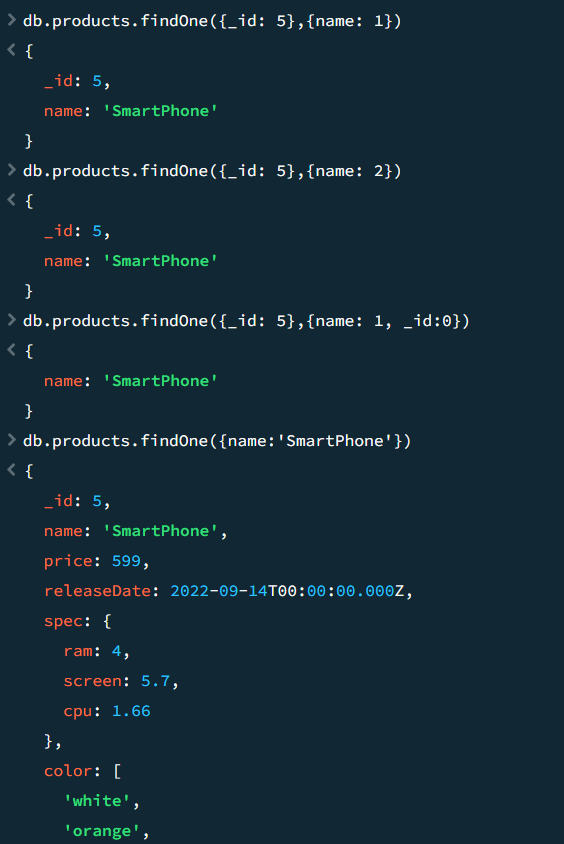 > db.products.findOne({_id: 5},{name: 1})
< {
_id: 5,
name: 'SmartPhone'
}
> db.products.findOne({_id: 5},{name: 2})
< {
_id: 5,
name: 'SmartPhone'
}
> db.products.findOne({_id: 5},{name: 1, _id:0})
< {
name: 'SmartPhone'
}
> db.products.findOne({name:'SmartPhone'})
< {
_id: 5,
name: 'SmartPhone',
price: 599,
releaseDate: 2022-09-14T00:00:00.000Z,
spec: {
ram: 4,
screen: 5.7,
cpu: 1.66
},
color: [
'white',
'orange',